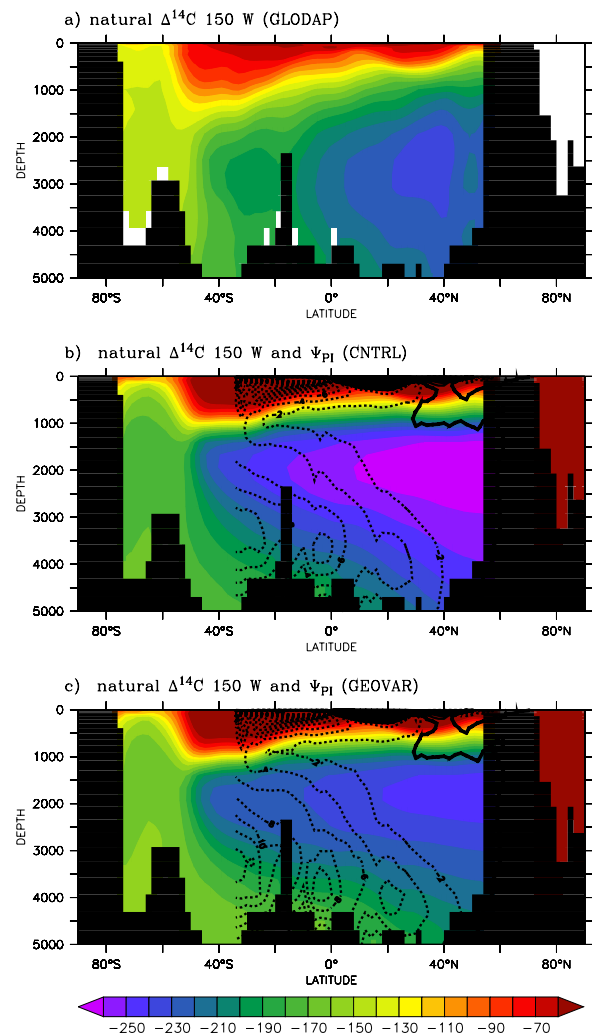 a) natural Δ¹⁴C 150 W (GLODAP)
0
1000
2000
3000
4000
5000
DEPTH
80°S 40°S 0° 40°N 80°N
LATITUDE
b) natural Δ¹⁴C 150 W and Ψ_PI (CNTRL)
0
1000
2000
3000
4000
5000
DEPTH
80°S 40°S 0° 40°N 80°N
LATITUDE
c) natural Δ¹⁴C 150 W and Ψ_PI (GEOVAR)
0
1000
2000
3000
4000
5000
DEPTH
80°S 40°S 0° 40°N 80°N
LATITUDE
−250 −230 −210 −190 −170 −150 −130 −110 −90 −70